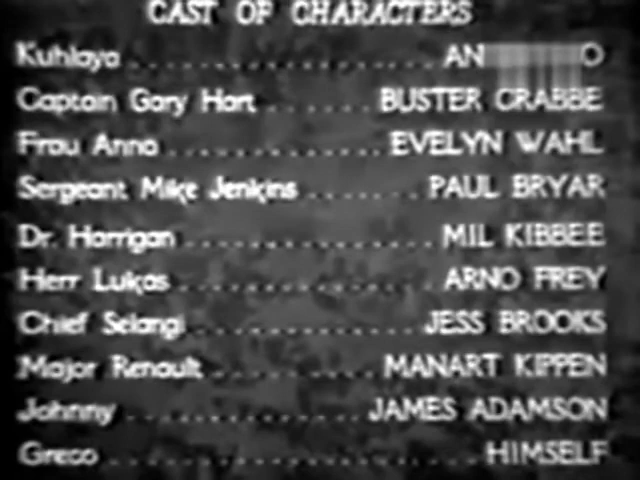 CAST OF CHARACTERS
Kuhlaya .................... 
Captain Gary Hart ....... BUSTER CRABBE
Frau Anna ................ EVELYN WAHL
Sergeant Mike Jenkins ........ PAUL BRYAR
Dr. Harrigan .................. MIL KIBBEE
Herr Lukas .................. ARNO FREY
Chief Selangi ................ JESS BROOKS
Major Renault ............. MANART KIPPEN
Johnny ................ JAMES ADAMSON
Greco .......................... HIMSELF